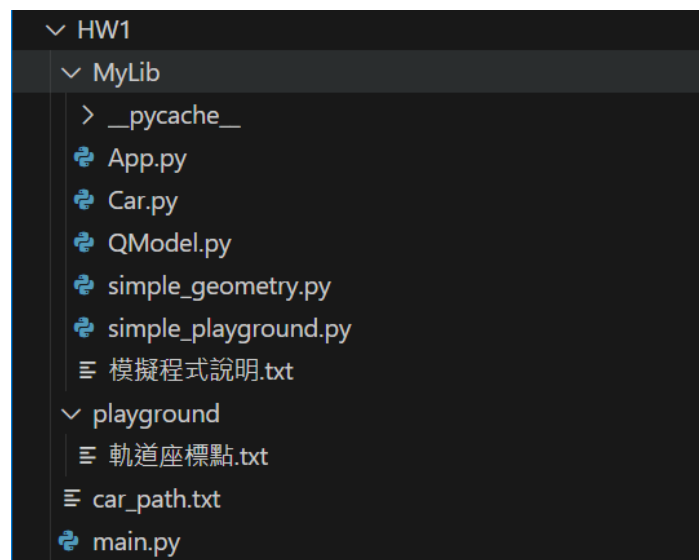 HW1
MyLib
__pycache__
App.py
Car.py
QModel.py
simple_geometry.py
simple_playground.py
模擬程式說明.txt
playground
軌道座標點.txt
car_path.txt
main.py